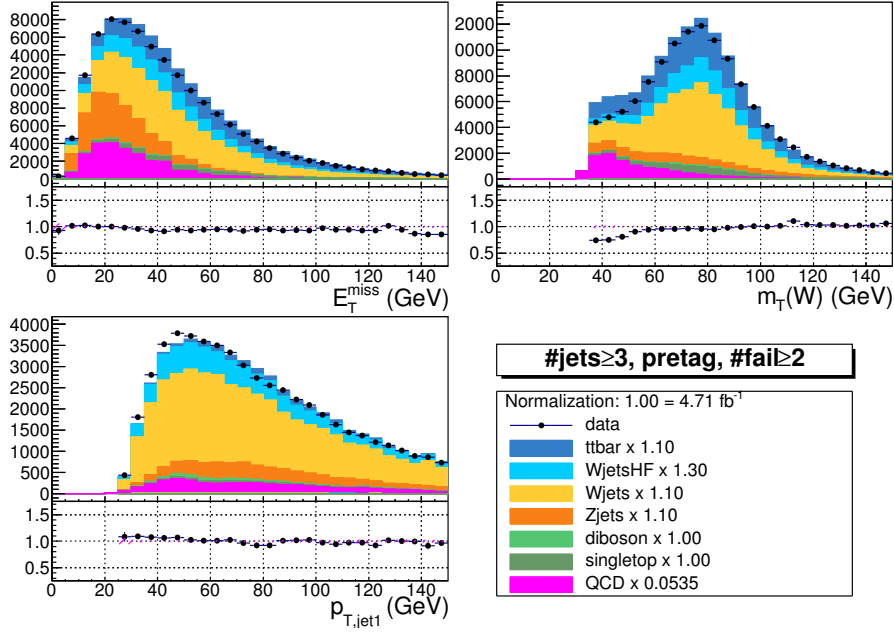 8000
6000
4000
2000
0000
8000
6000
4000
2000
0
1.5
1.0
0.5
0 20 40 60 80 100 120 140
E_T^miss (GeV)
2000
0000
8000
6000
4000
2000
0
1.5
1.0
0.5
0 20 40 60 80 100 120 140
m_T(W) (GeV)
4000
3500
3000
2500
2000
1500
1000
500
0
1.5
1.0
0.5
0 20 40 60 80 100 120 140
p_T,jet1 (GeV)
#jets≥3, pretag, #fail≥2
Normalization: 1.00 = 4.71 fb⁻¹
data
ttbar x 1.10
WjetsHF x 1.30
Wjets x 1.10
Zjets x 1.10
diboson x 1.00
singletop x 1.00
QCD x 0.0535